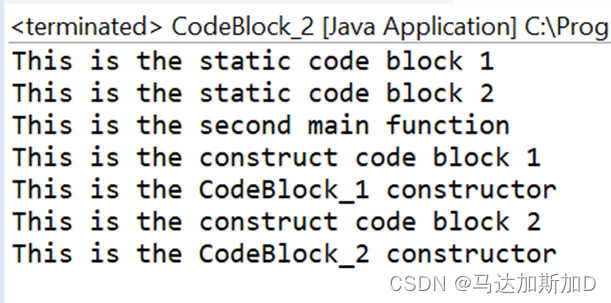 <terminated> CodeBlock_2 [Java Application] C:\Prog
This is the static code block 1
This is the static code block 2
This is the second main function
This is the construct code block 1
This is the CodeBlock_1 constructor
This is the construct code block 2
This is the CodeBlock_2 constructor
CSDN @马达加斯加D